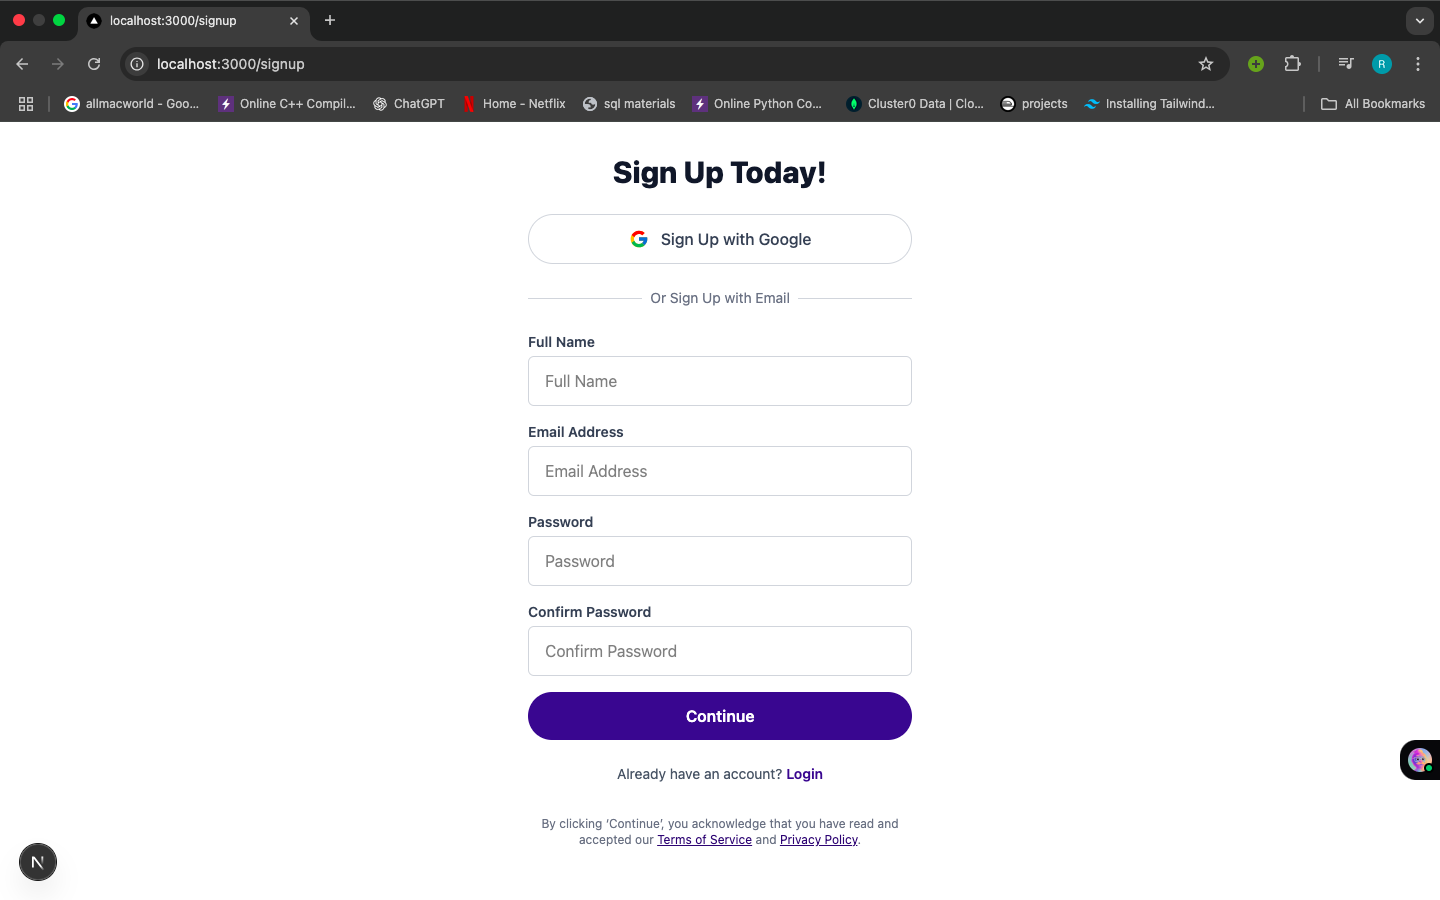 localhost:3000/signup
localhost:3000/signup
R
allmacworld - Goo...
Online C++ Compil...
ChatGPT
Home - Netflix
sql materials
Online Python Co...
Cluster0 Data | Clo...
projects
Installing Tailwind...
All Bookmarks
Sign Up Today!
Sign Up with Google
Or Sign Up with Email
Full Name
Full Name
Email Address
Email Address
Password
Password
Confirm Password
Confirm Password
Continue
Already have an account? Login
By clicking ‘Continue’, you acknowledge that you have read and
accepted our Terms of Service and Privacy Policy.
N